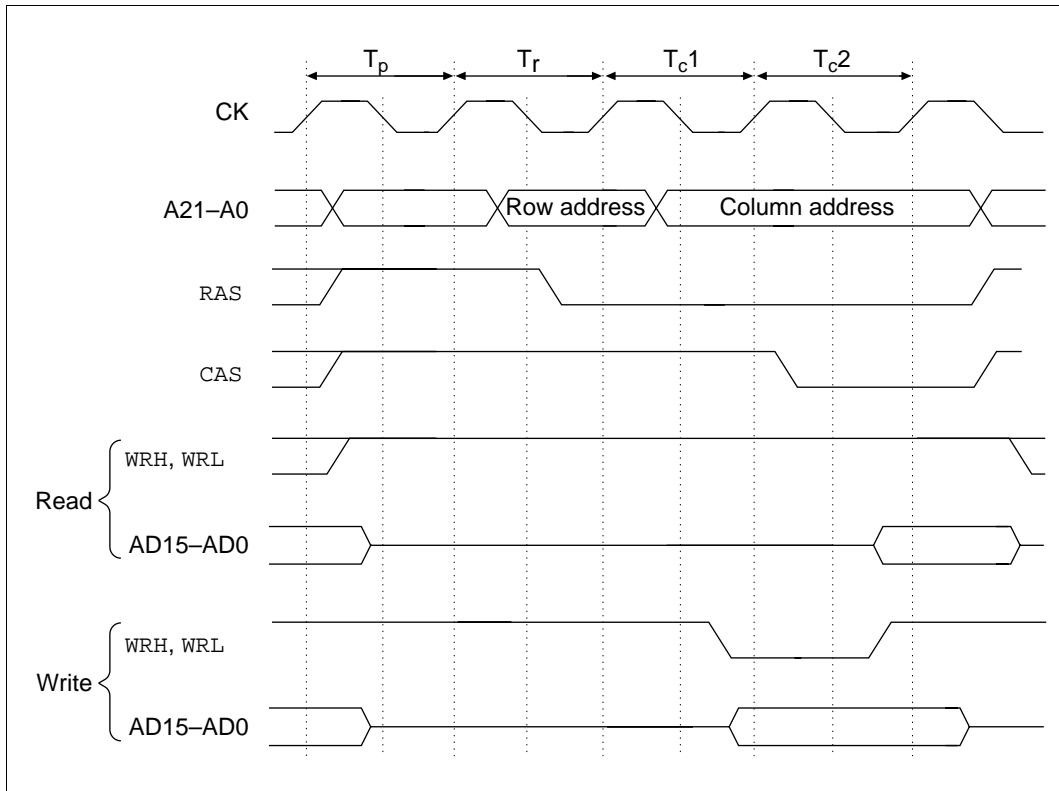 Tp Tr Tc1 Tc2
CK
A21–A0 Row address Column address
RAS
CAS
WRH, WRL
Read
AD15–AD0
WRH, WRL
Write
AD15–AD0